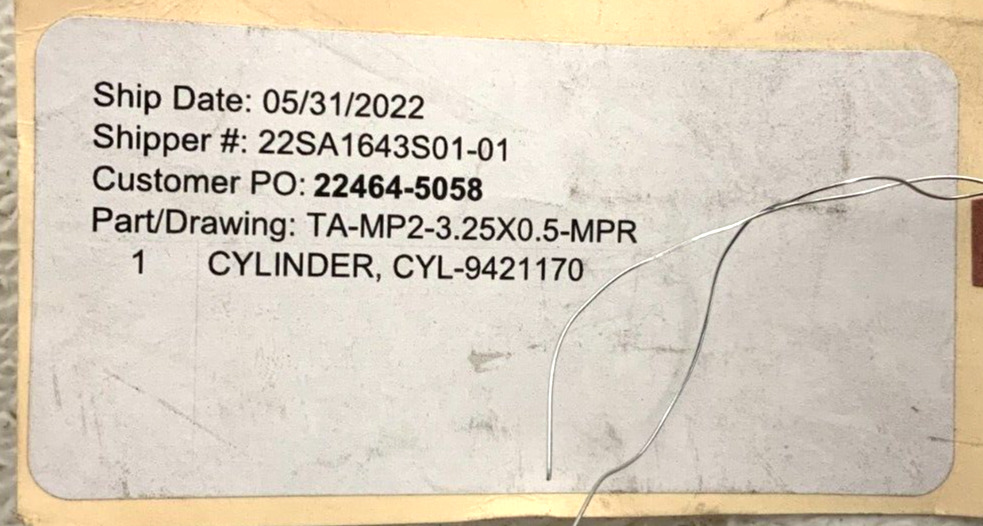 Ship Date: 05/31/2022
Shipper #: 22SA1643S01-01
Customer PO: 22464-5058
Part/Drawing: TA-MP2-3.25X0.5-MPR
1 CYLINDER, CYL-9421170